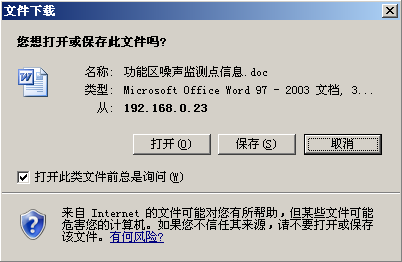 文件下载
您想打开或保存此文件吗?
名称: 功能区噪声监测点信息.doc
类型: Microsoft Office Word 97 - 2003 文档, 3...
从: 192.168.0.23
打开(O) 保存(S) 取消
打开此类文件前总是询问(W)
来自 Internet 的文件可能对您有所帮助，但某些文件可能
危害您的计算机。如果您不信任其来源，请不要打开或保存
该文件。有何风险?